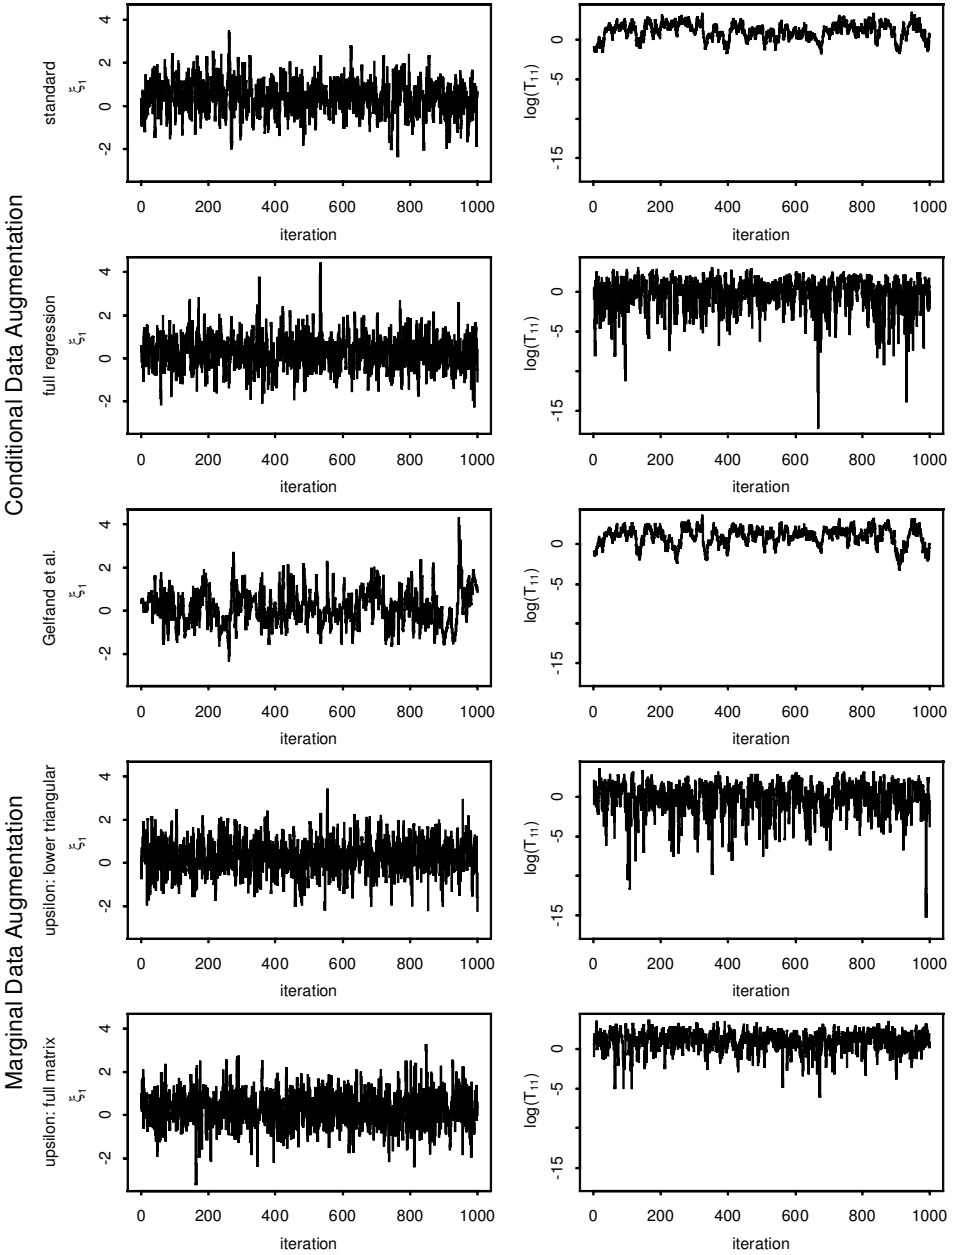 Conditional Data Augmentation
standard
ξ₁
4
2
0
-2
0 200 400 600 800 1000
iteration
log(T₁₁)
0
-5
-15
0 200 400 600 800 1000
iteration
full regression
ξ₁
4
2
0
-2
0 200 400 600 800 1000
iteration
log(T₁₁)
0
-5
-15
0 200 400 600 800 1000
iteration
Gelfand et al.
ξ₁
4
2
0
-2
0 200 400 600 800 1000
iteration
log(T₁₁)
0
-5
-15
0 200 400 600 800 1000
iteration
Marginal Data Augmentation
upsilon: lower triangular
ξ₁
4
2
0
-2
0 200 400 600 800 1000
iteration
log(T₁₁)
0
-5
-15
0 200 400 600 800 1000
iteration
upsilon: full matrix
ξ₁
4
2
0
-2
0 200 400 600 800 1000
iteration
log(T₁₁)
0
-5
-15
0 200 400 600 800 1000
iteration